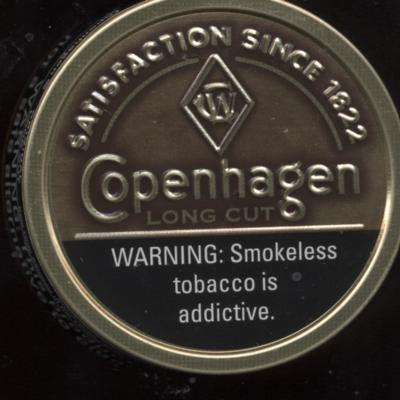 SATISFACTION SINCE 1822
Copenhagen
LONG CUT
WARNING: Smokeless
tobacco is
addictive.